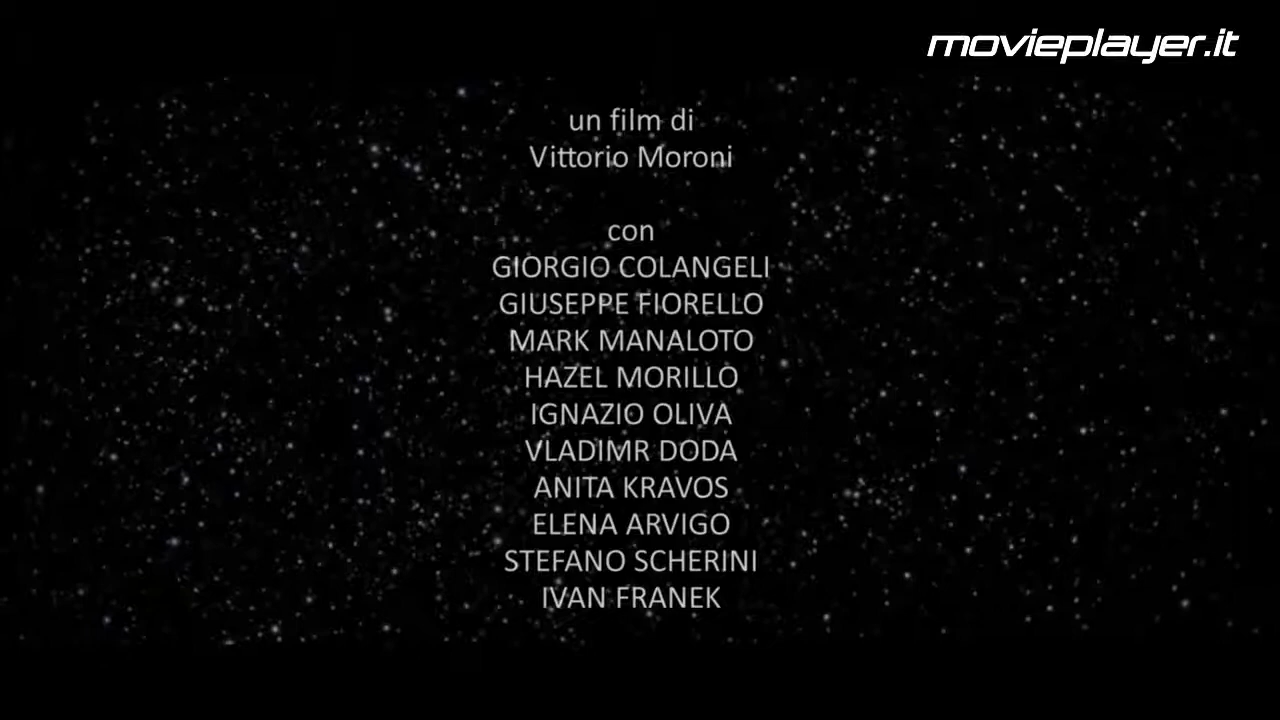 movieplayer.it
un film di
Vittorio Moroni
con
GIORGIO COLANGELI
GIUSEPPE FIORELLO
MARK MANALOTO
HAZEL MORILLO
IGNAZIO OLIVA
VLADIMR DODA
ANITA KRAVOS
ELENA ARVIGO
STEFANO SCHERINI
IVAN FRANEK